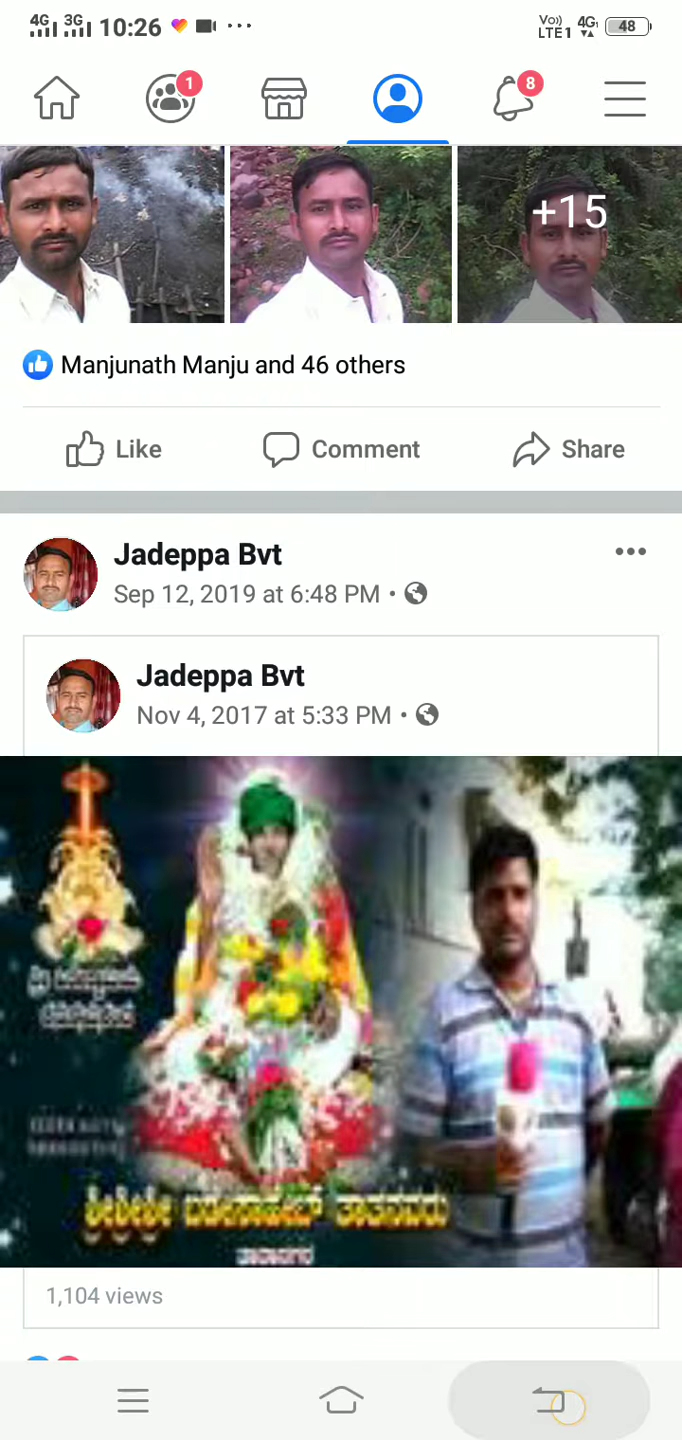 4G 3G 10:26 ...
Vo)) LTE1 4G 48
1
8
+15
Manjunath Manju and 46 others
Like Comment Share
Jadeppa Bvt
Sep 12, 2019 at 6:48 PM •
Jadeppa Bvt
Nov 4, 2017 at 5:33 PM •
ಶ್ರೀಶ್ರೀಶ್ರೀ ತಾತನವರು
1,104 views